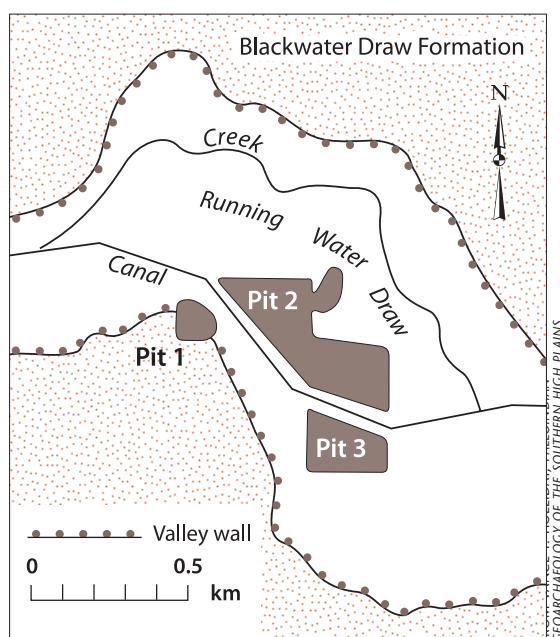 Blackwater Draw Formation
N
Creek
Running
Water
Draw
Canal
Pit 2
Pit 1
Pit 3
Valley wall
0 0.5
km
OF THE SOUTHERN HIGH PLAINS